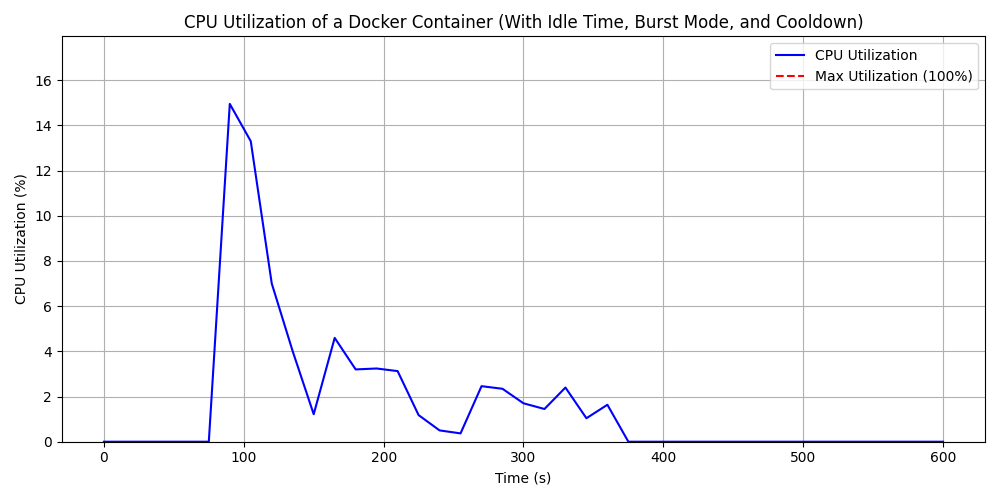 CPU Utilization of a Docker Container (With Idle Time, Burst Mode, and Cooldown)
CPU Utilization
Max Utilization (100%)
CPU Utilization (%)
16
14
12
10
8
6
4
2
0
0 100 200 300 400 500 600
Time (s)